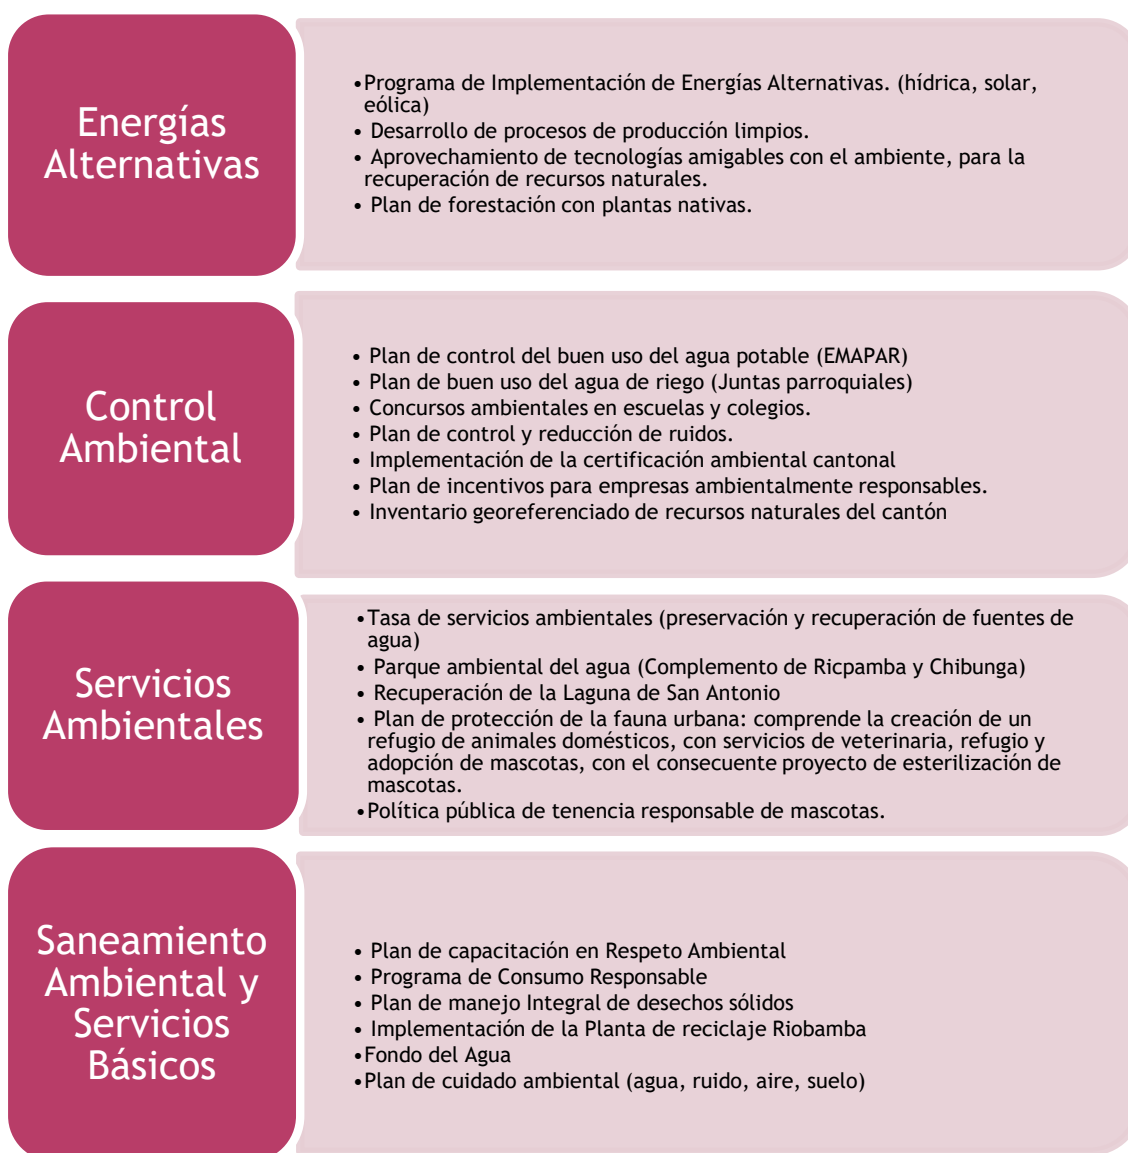 Energías
Alternativas
•Programa de Implementación de Energías Alternativas. (hídrica, solar,
eólica)
• Desarrollo de procesos de producción limpios.
• Aprovechamiento de tecnologías amigables con el ambiente, para la
recuperación de recursos naturales.
• Plan de forestación con plantas nativas.
Control
Ambiental
• Plan de control del buen uso del agua potable (EMAPAR)
• Plan de buen uso del agua de riego (Juntas parroquiales)
• Concursos ambientales en escuelas y colegios.
• Plan de control y reducción de ruidos.
• Implementación de la certificación ambiental cantonal
• Plan de incentivos para empresas ambientalmente responsables.
• Inventario georeferenciado de recursos naturales del cantón
Servicios
Ambientales
•Tasa de servicios ambientales (preservación y recuperación de fuentes de
agua)
• Parque ambiental del agua (Complemento de Ricpamba y Chibunga)
• Recuperación de la Laguna de San Antonio
• Plan de protección de la fauna urbana: comprende la creación de un
refugio de animales domésticos, con servicios de veterinaria, refugio y
adopción de mascotas, con el consecuente proyecto de esterilización de
mascotas.
•Política pública de tenencia responsable de mascotas.
Saneamiento
Ambiental y
Servicios
Básicos
• Plan de capacitación en Respeto Ambiental
• Programa de Consumo Responsable
• Plan de manejo Integral de desechos sólidos
• Implementación de la Planta de reciclaje Riobamba
•Fondo del Agua
•Plan de cuidado ambiental (agua, ruido, aire, suelo)